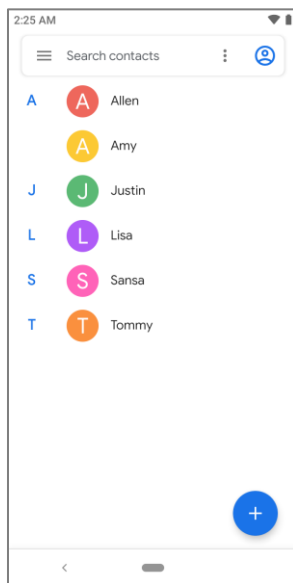 2:25 AM
Search contacts
A A Allen
A Amy
J J Justin
L L Lisa
S S Sansa
T T Tommy
+